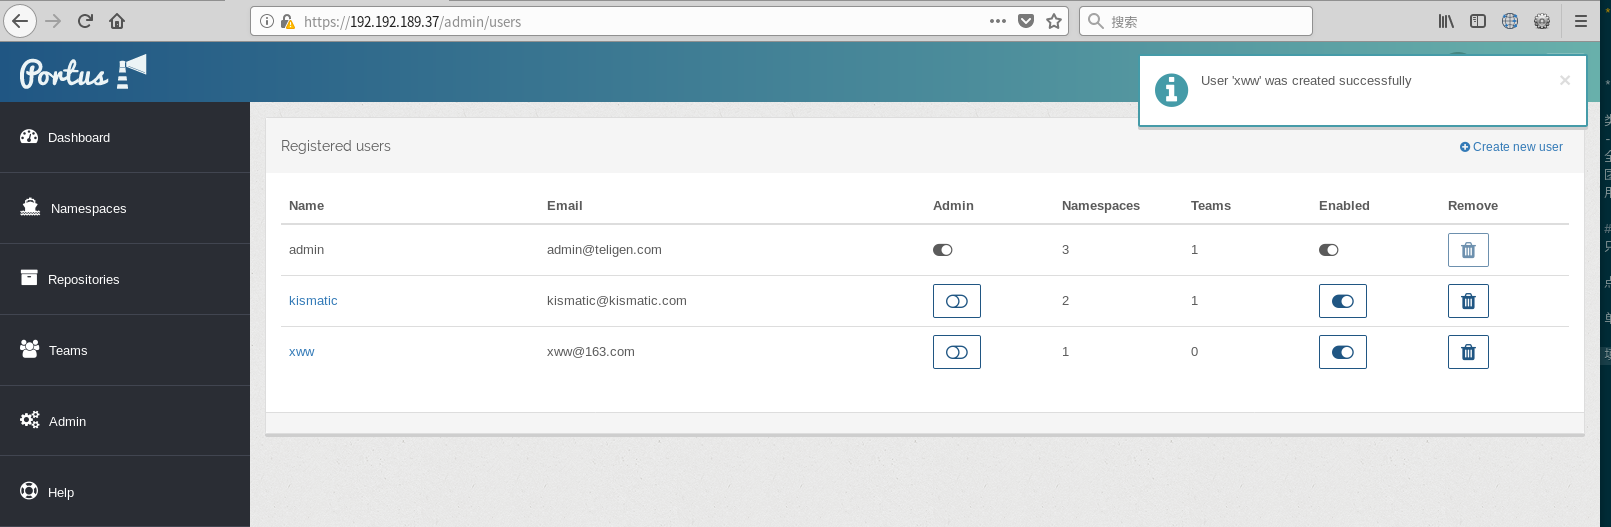 https://192.192.189.37/admin/users
搜索
Portus
User 'xww' was created successfully
Dashboard
Namespaces
Repositories
Teams
Admin
Help
Registered users
Create new user
Name Email Admin Namespaces Teams Enabled Remove
admin admin@teligen.com 3 1
kismatic kismatic@kismatic.com 2 1
xww xww@163.com 1 0